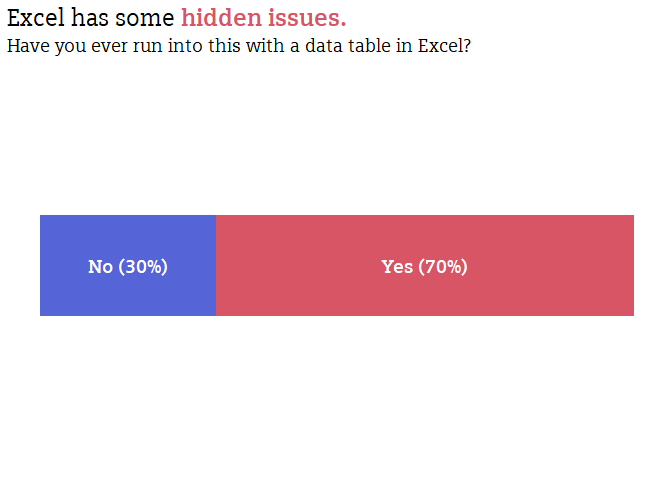 Excel has some hidden issues.
Have you ever run into this with a data table in Excel?
No (30%)
Yes (70%)